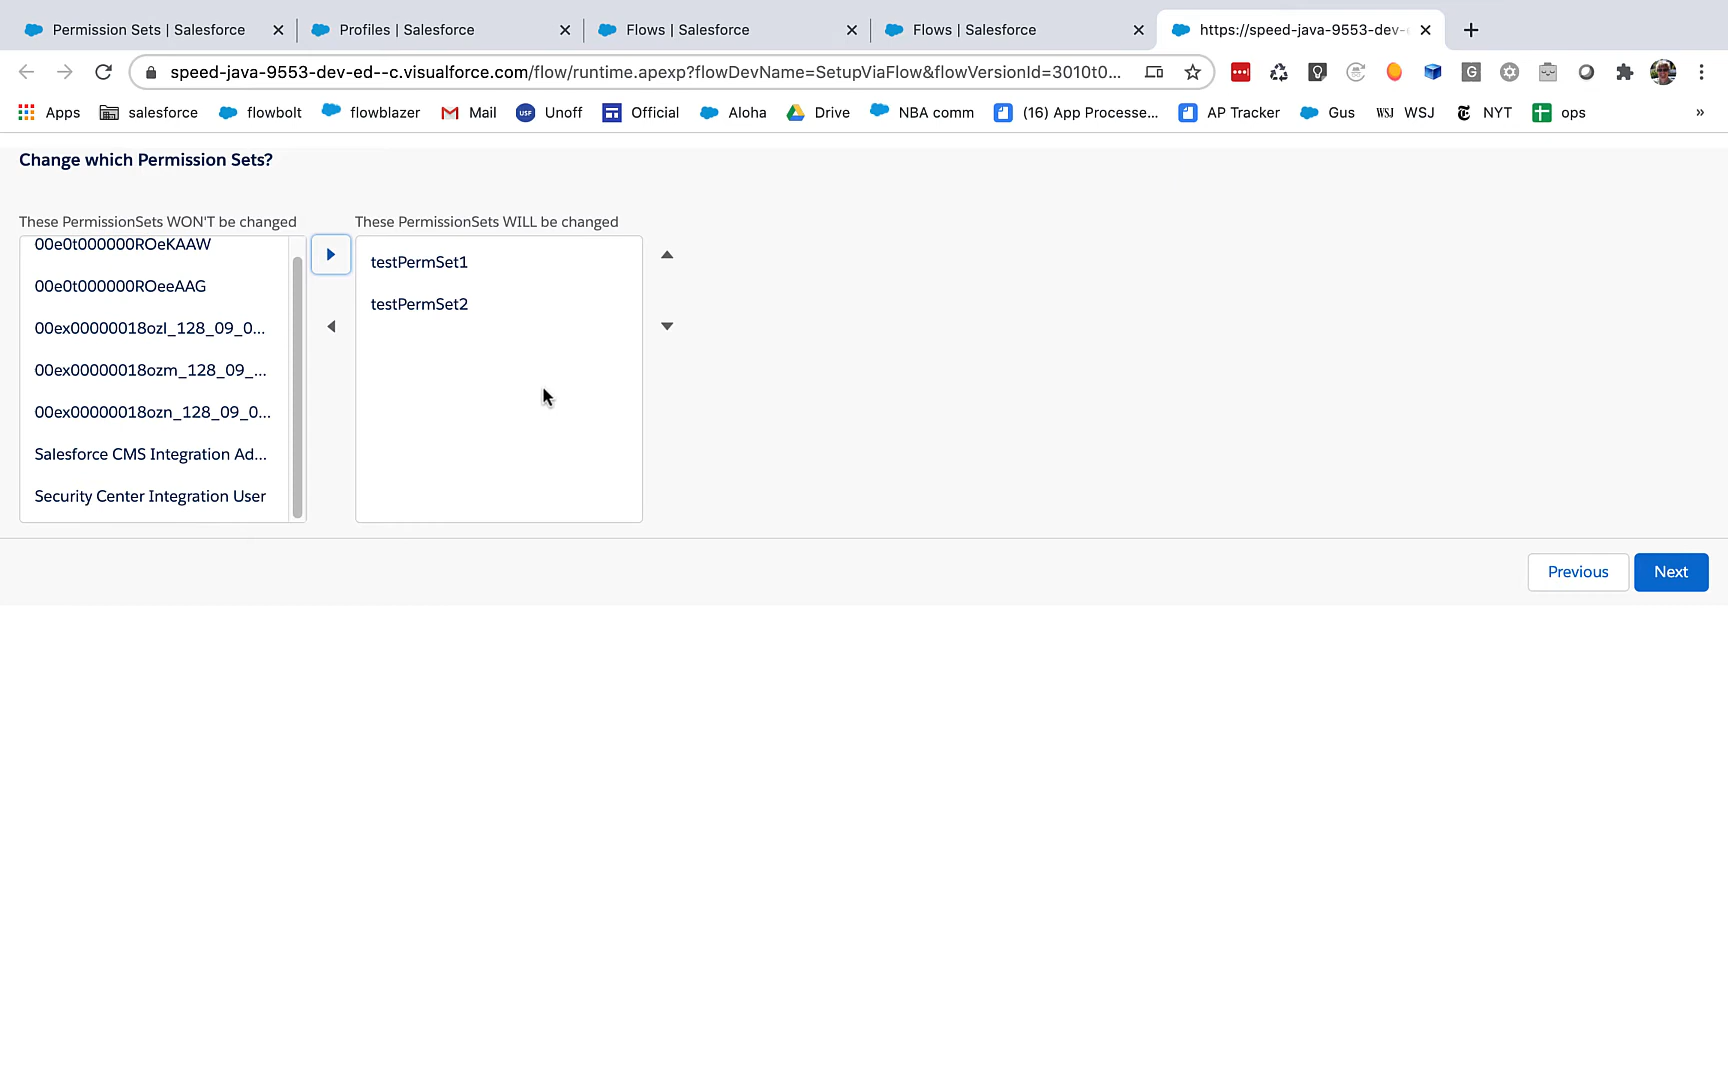 Permission Sets | Salesforce
Profiles | Salesforce
Flows | Salesforce
Flows | Salesforce
https://speed-java-9553-dev-
speed-java-9553-dev-ed--c.visualforce.com/flow/runtime.apexp?flowDevName=SetupViaFlow&flowVersionId=3010t0...
Apps
salesforce
flowbolt
flowblazer
Mail
USF
Unoff
Official
Aloha
Drive
NBA comm
(16) App Processe...
AP Tracker
Gus
WSJ
WSJ
NYT
ops
»
Change which Permission Sets?
These PermissionSets WON'T be changed
These PermissionSets WILL be changed
00e0t000000ROeKAAW
00e0t000000ROeeAAG
00ex00000018ozl_128_09_0...
00ex00000018ozm_128_09_...
00ex00000018ozn_128_09_0...
Salesforce CMS Integration Ad...
Security Center Integration User
testPermSet1
testPermSet2
Previous
Next